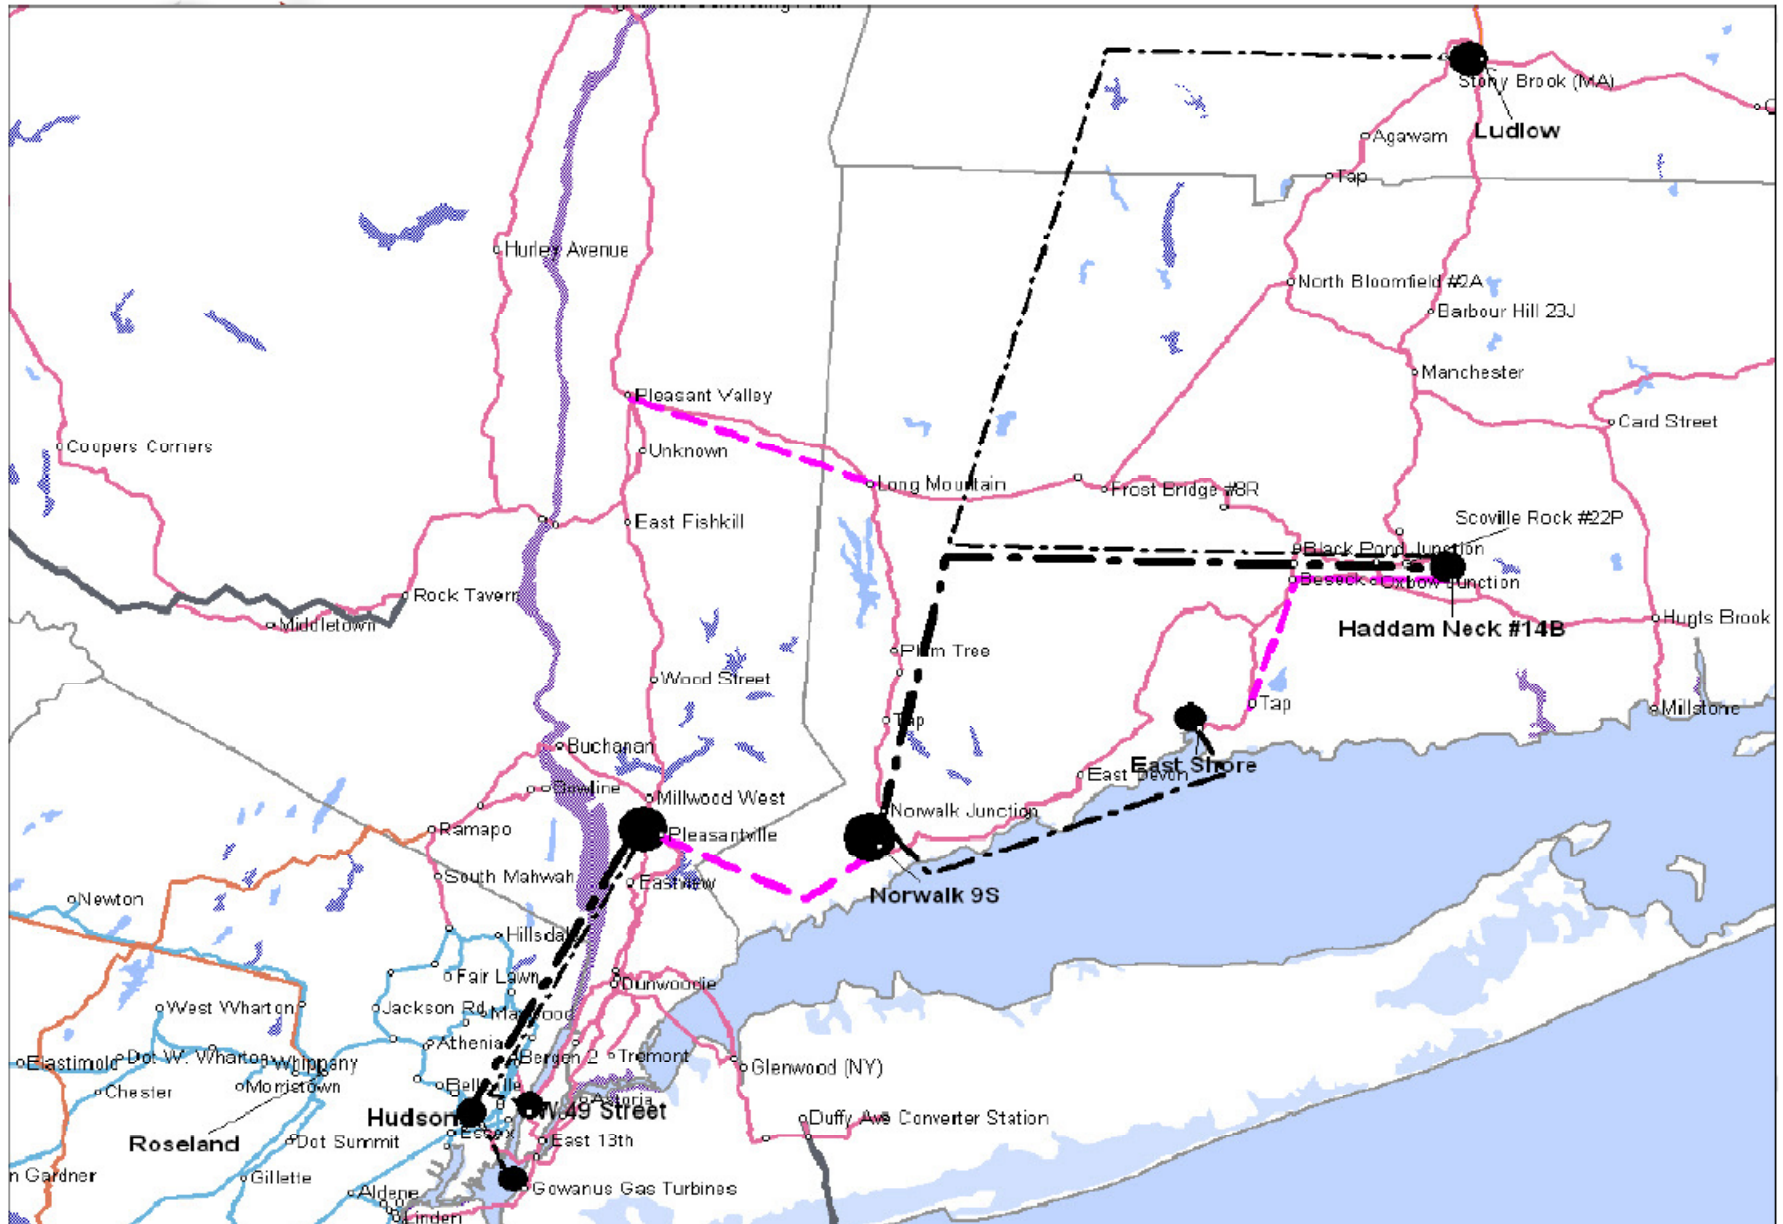 Stony Brook (MA)
Ludlow
Agawam
Tap
Hurley Avenue
North Bloomfield #2A
Barbour Hill 23J
Manchester
Pleasant Valley
Card Street
Coopers Corners
Unknown
Long Mountain
Frost Bridge #8R
East Fishkill
Scoville Rock #22P
Black Pond Junction
Beseck
Oxbow Junction
Rock Tavern
Middletown
Hunts Brook
Haddam Neck #14B
Plum Tree
Wood Street
Tap
Tap
Millstone
Buchanan
East Shore
East Devon
Bowline
Millwood West
Norwalk Junction
Ramapo
Pleasantville
South Mahwah
Eastview
Norwalk 9S
Newton
Hillsdale
Fair Lawn
Dunwoodie
West Wharton
Jackson Rd
Maywood
Athenia
Bergen 2
Tremont
Elastimold
Dot W. Wharton
Whippany
Glenwood (NY)
Chester
Morristown
Belleville
Astoria
Hudson
W 49 Street
Duffy Ave Converter Station
Roseland
Dot Summit
Essex
East 13th
n Gardner
Gillette
Aldene
Gowanus Gas Turbines
Linden